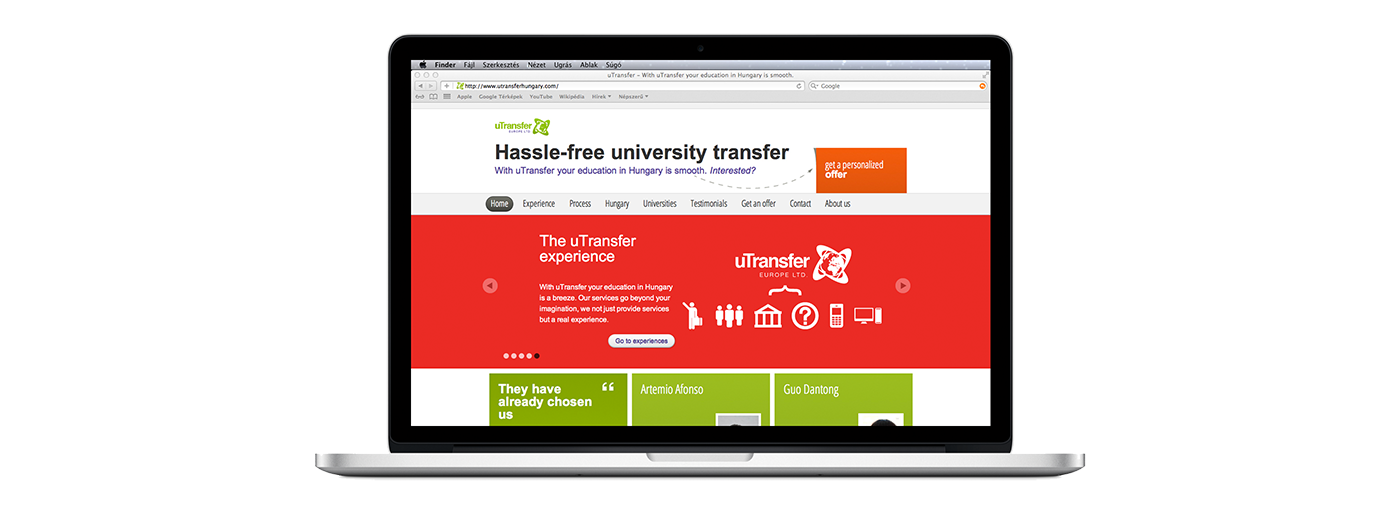 Finder Fájl Szerkesztés Nézet Ugrás Ablak Súgó
uTransfer - With uTransfer your education in Hungary is smooth.
http://www.utransferhungary.com/
Google
Apple Google Térképek YouTube Wikipédia Hírek Népszerű
uTransfer
EUROPE LTD.
Hassle-free university transfer
With uTransfer your education in Hungary is smooth. Interested?
get a personalized
offer
Home Experience Process Hungary Universities Testimonials Get an offer Contact About us
The uTransfer
experience
With uTransfer your education in Hungary
is a breeze. Our services go beyond your
imagination, we not just provide services
but a real experience.
Go to experiences
uTransfer
EUROPE LTD.
?
They have
already chosen
us
“
Artemio Afonso
Guo Dantong